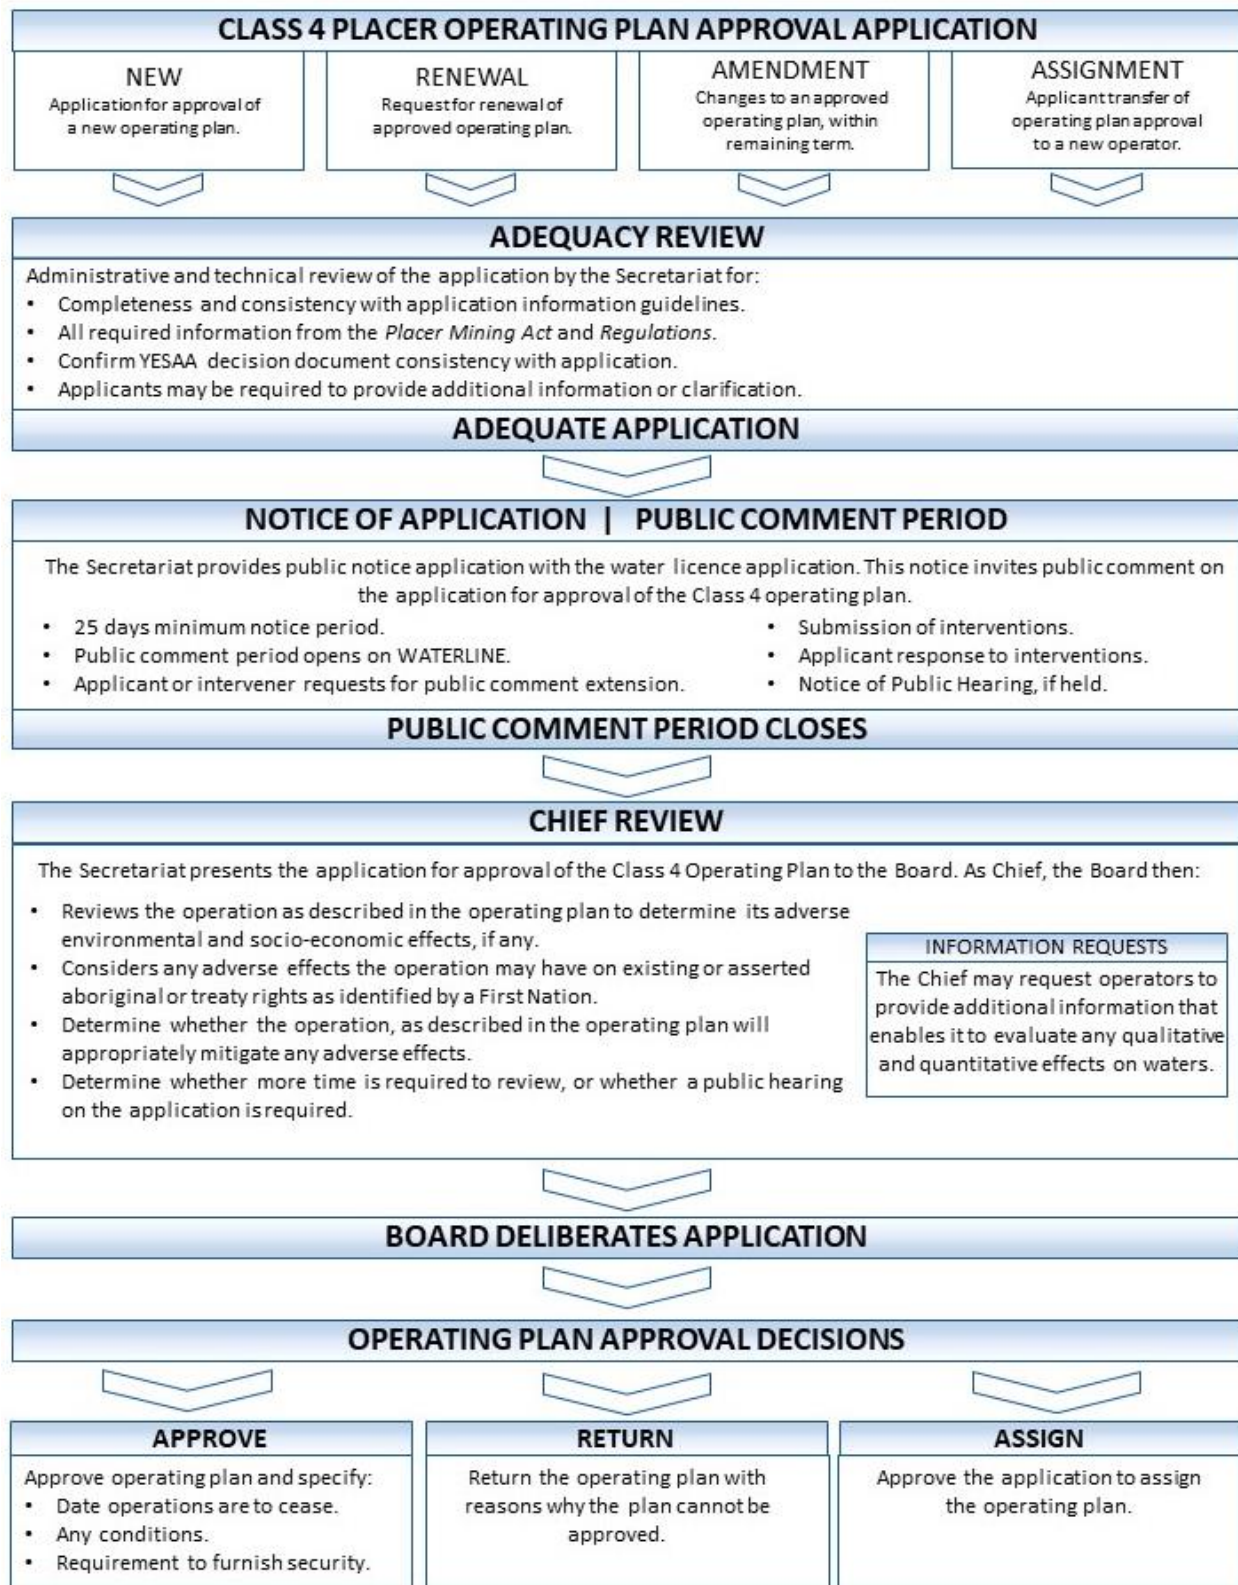 CLASS 4 PLACER OPERATING PLAN APPROVAL APPLICATION
NEW
Application for approval of
a new operating plan.
RENEWAL
Request for renewal of
approved operating plan.
AMENDMENT
Changes to an approved
operating plan, within
remaining term.
ASSIGNMENT
Applicant transfer of
operating plan approval
to a new operator.
ADEQUACY REVIEW
Administrative and technical review of the application by the Secretariat for:
• Completeness and consistency with application information guidelines.
• All required information from the Placer Mining Act and Regulations.
• Confirm YESAA decision document consistency with application.
• Applicants may be required to provide additional information or clarification.
ADEQUATE APPLICATION
NOTICE OF APPLICATION | PUBLIC COMMENT PERIOD
The Secretariat provides public notice application with the water licence application. This notice invites public comment on
the application for approval of the Class 4 operating plan.
• 25 days minimum notice period.
• Public comment period opens on WATERLINE.
• Applicant or intervener requests for public comment extension.
• Submission of interventions.
• Applicant response to interventions.
• Notice of Public Hearing, if held.
PUBLIC COMMENT PERIOD CLOSES
CHIEF REVIEW
The Secretariat presents the application for approval of the Class 4 Operating Plan to the Board. As Chief, the Board then:
• Reviews the operation as described in the operating plan to determine its adverse
environmental and socio-economic effects, if any.
• Considers any adverse effects the operation may have on existing or asserted
aboriginal or treaty rights as identified by a First Nation.
• Determine whether the operation, as described in the operating plan will
appropriately mitigate any adverse effects.
• Determine whether more time is required to review, or whether a public hearing
on the application is required.
INFORMATION REQUESTS
The Chief may request operators to
provide additional information that
enables it to evaluate any qualitative
and quantitative effects on waters.
BOARD DELIBERATES APPLICATION
OPERATING PLAN APPROVAL DECISIONS
APPROVE
Approve operating plan and specify:
• Date operations are to cease.
• Any conditions.
• Requirement to furnish security.
RETURN
Return the operating plan with
reasons why the plan cannot be
approved.
ASSIGN
Approve the application to assign
the operating plan.